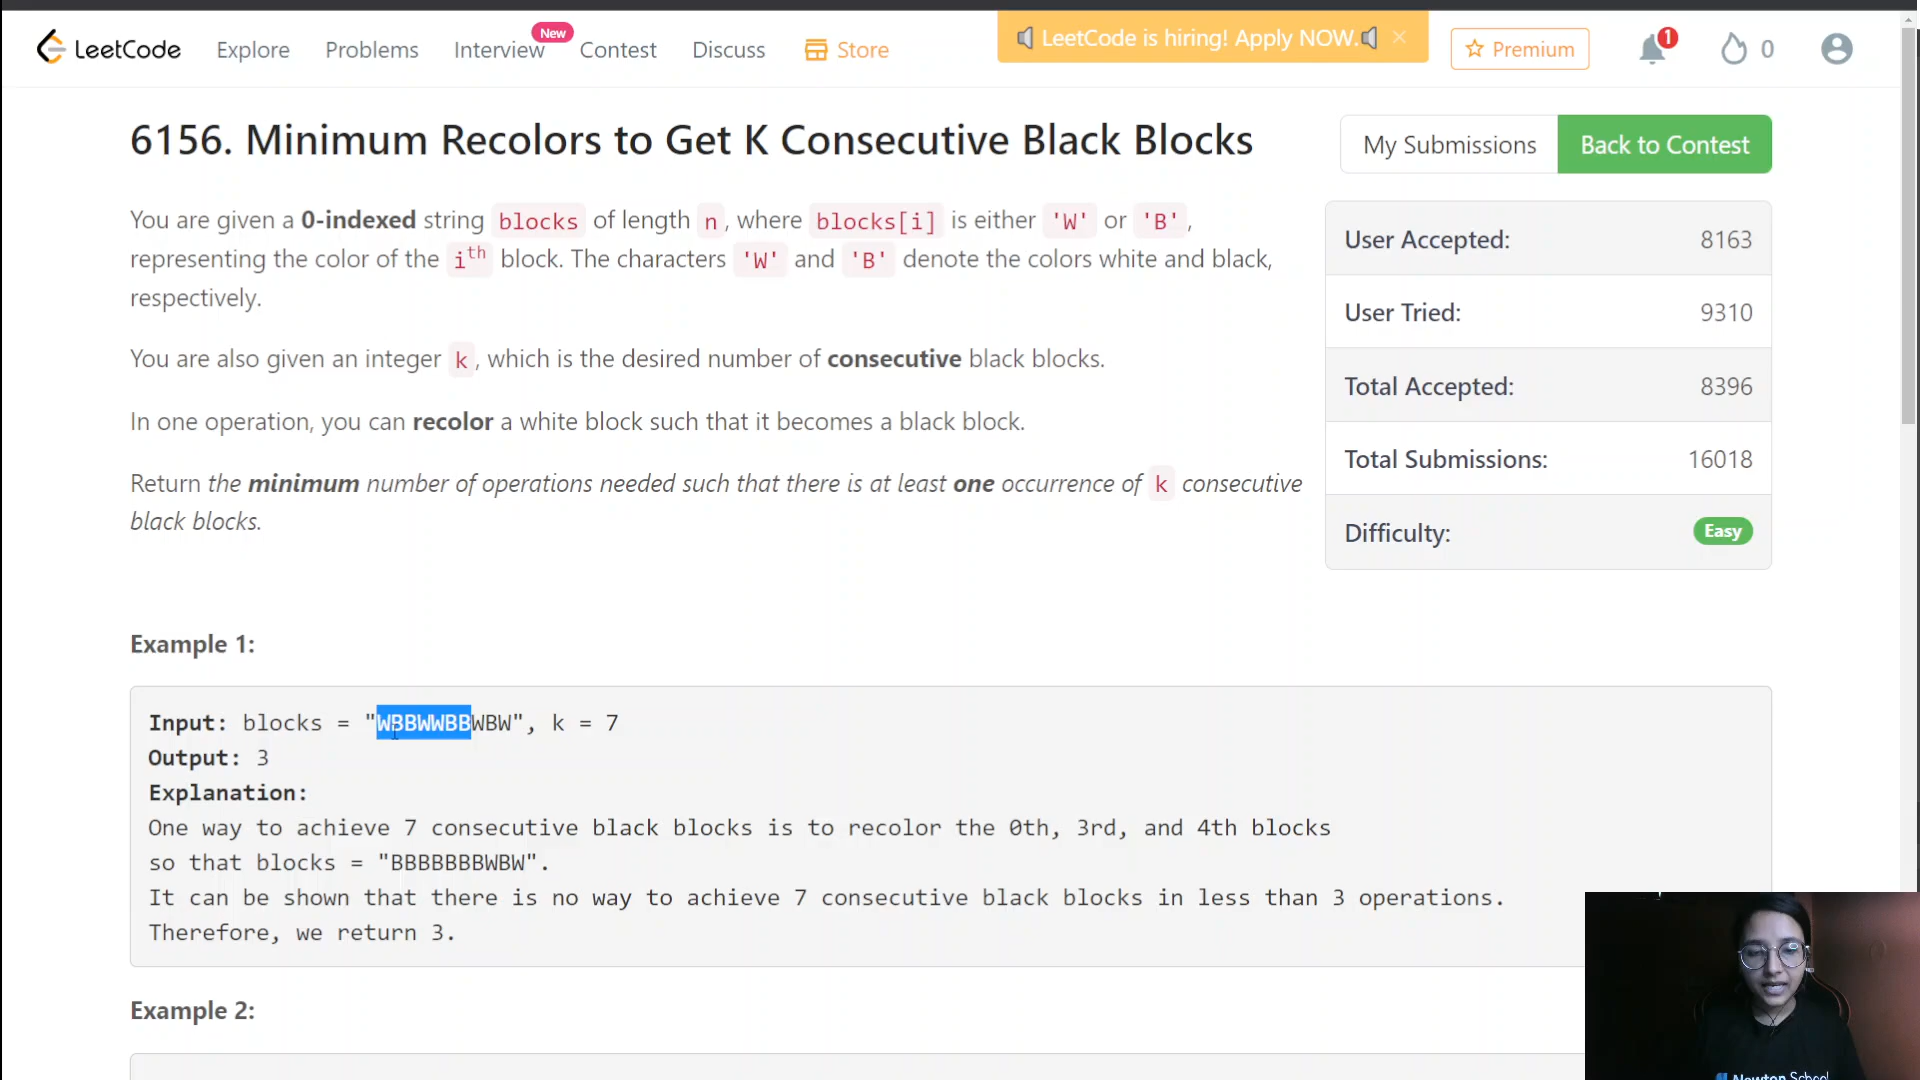 LeetCode Explore Problems Interview New Contest Discuss Store LeetCode is hiring! Apply NOW. × Premium 1 0
6156. Minimum Recolors to Get K Consecutive Black Blocks
My Submissions Back to Contest
You are given a 0-indexed string blocks of length n, where blocks[i] is either 'W' or 'B',
representing the color of the ith block. The characters 'W' and 'B' denote the colors white and black,
respectively.
You are also given an integer k, which is the desired number of consecutive black blocks.
In one operation, you can recolor a white block such that it becomes a black block.
Return the minimum number of operations needed such that there is at least one occurrence of k consecutive
black blocks.
User Accepted: 8163
User Tried: 9310
Total Accepted: 8396
Total Submissions: 16018
Difficulty: Easy
Example 1:
Input: blocks = "WBBWWBBWBW", k = 7
Output: 3
Explanation:
One way to achieve 7 consecutive black blocks is to recolor the 0th, 3rd, and 4th blocks
so that blocks = "BBBBBBBWBW".
It can be shown that there is no way to achieve 7 consecutive black blocks in less than 3 operations.
Therefore, we return 3.
Example 2:
Newton School